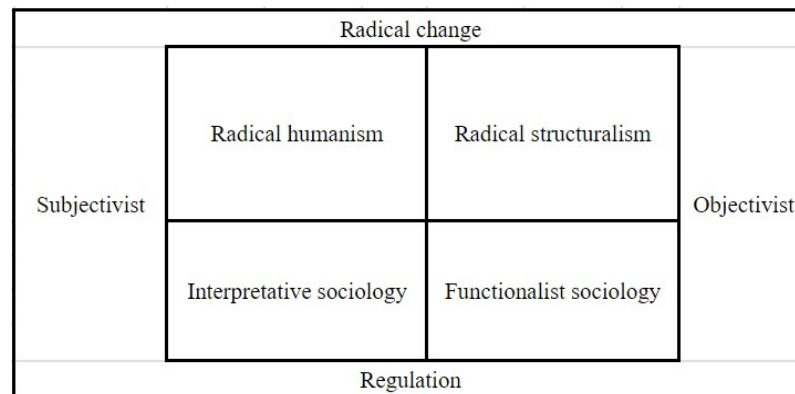 Radical change
Radical humanism
Radical structuralism
Subjectivist
Objectivist
Interpretative sociology
Functionalist sociology
Regulation